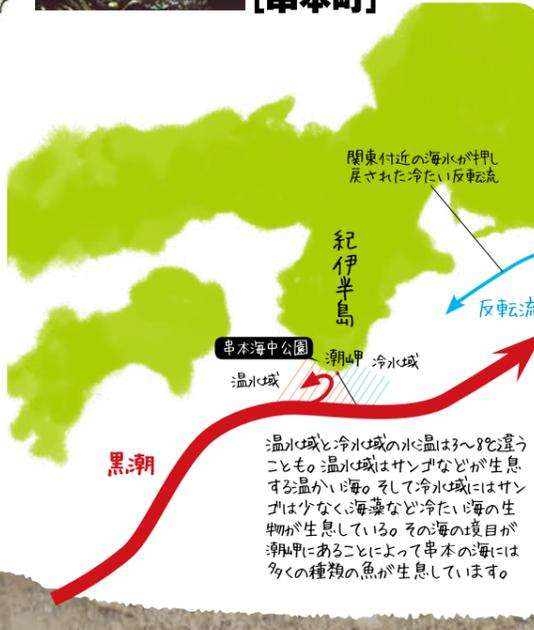 [串本町]
関東付近の海水が押し
戻された冷たい反転流
紀伊半島
反転流
串本海中公園
潮岬
冷水域
温水域
黒潮
温水域と冷水域の水温は3〜8℃違う
ことも。温水域はサンゴなどが生息
する温かい海。そして冷水域にはサン
ゴは少なく、海藻など冷たい海の生
物が生息している。その海の境目が
潮岬にあることによって串本の海には
多くの種類の魚が生息しています。